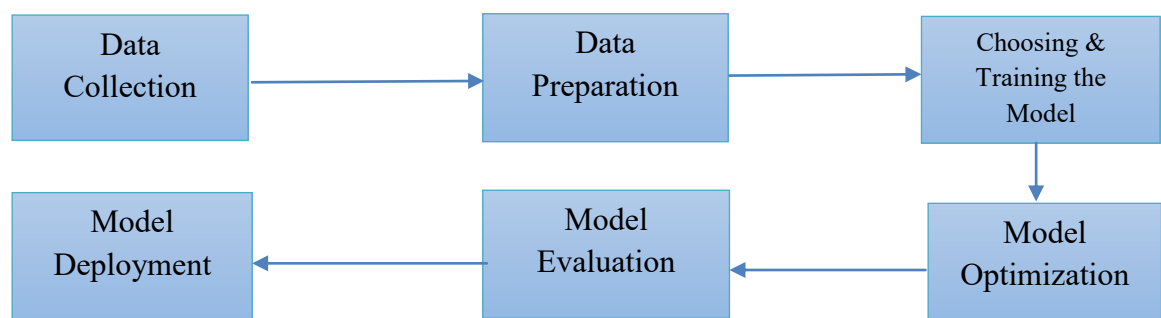 Data
Collection
Data
Preparation
Choosing &
Training the
Model
Model
Optimization
Model
Evaluation
Model
Deployment